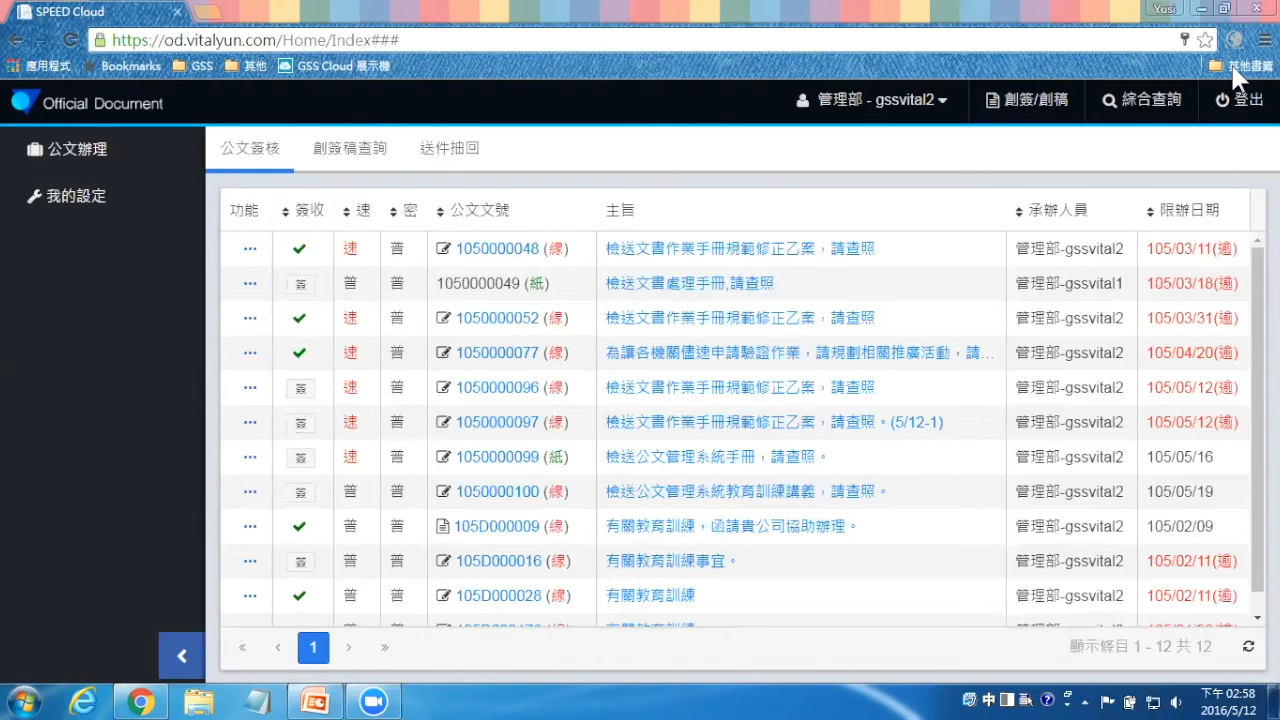 SPEED Cloud
Yusi
https://od.vitalyun.com/Home/Index###
應用程式 Bookmarks GSS 其他 GSS Cloud 展示機 其他書籤
Official Document 管理部 - gssvital2 創簽/創稿 綜合查詢 登出
公文辦理
我的設定
公文簽核 創簽稿查詢 送件抽回
功能 簽收 速 密 公文文號 主旨 承辦人員 限辦日期
速 普 1050000048 (線) 檢送文書作業手冊規範修正乙案，請查照 管理部-gssvital2 105/03/11(逾)
簽 普 普 1050000049 (紙) 檢送文書處理手冊,請查照 管理部-gssvital1 105/03/18(逾)
速 普 1050000052 (線) 檢送文書作業手冊規範修正乙案，請查照 管理部-gssvital2 105/03/31(逾)
速 普 1050000077 (線) 為讓各機關儘速申請驗證作業，請規劃相關推廣活動，請... 管理部-gssvital2 105/04/20(逾)
簽 速 普 1050000096 (線) 檢送文書作業手冊規範修正乙案，請查照 管理部-gssvital2 105/05/12(逾)
簽 速 普 1050000097 (線) 檢送文書作業手冊規範修正乙案，請查照。(5/12-1) 管理部-gssvital2 105/05/12(逾)
簽 速 普 1050000099 (紙) 檢送公文管理系統手冊，請查照。 管理部-gssvital2 105/05/16
簽 普 普 1050000100 (線) 檢送公文管理系統教育訓練講義，請查照。 管理部-gssvital2 105/05/19
普 普 105D000009 (線) 有關教育訓練，函請貴公司協助辦理。 管理部-gssvital2 105/02/09
簽 普 普 105D000016 (線) 有關教育訓練事宜。 管理部-gssvital2 105/02/11(逾)
普 普 105D000028 (線) 有關教育訓練 管理部-gssvital2 105/02/11(逾)
« ‹ 1 › » 顯示條目 1 - 12 共 12
中
下午 02:58
2016/5/12